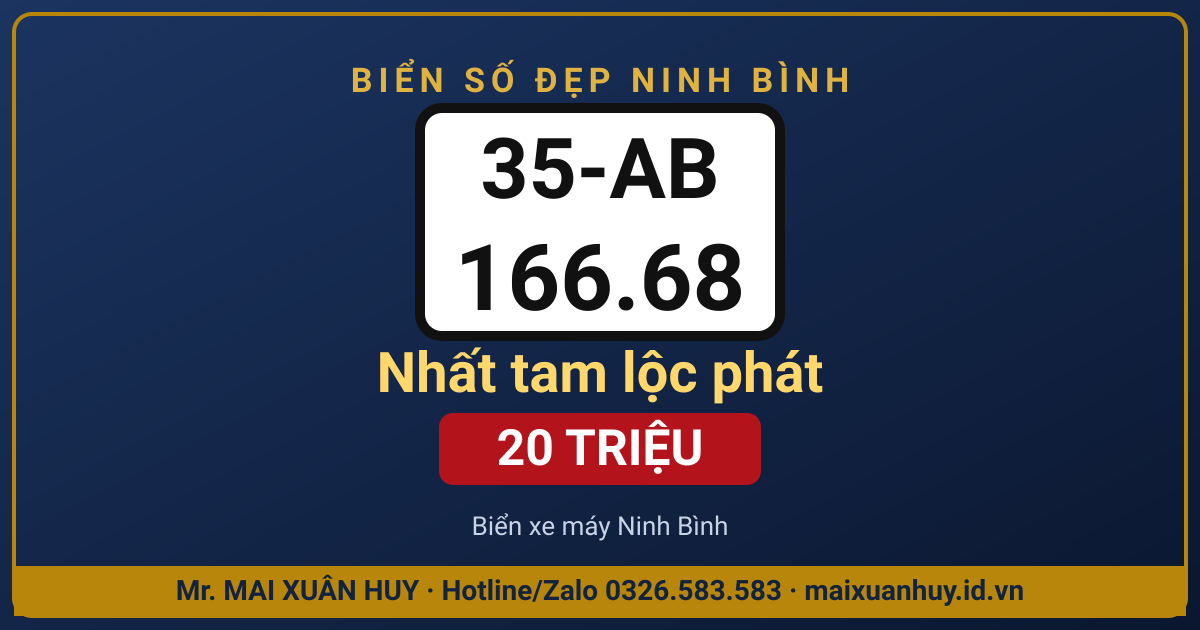 BIỂN SỐ ĐẸP NINH BÌNH
35-AB
166.68
Nhất tam lộc phát
20 TRIỆU
Biển xe máy Ninh Bình
Mr. MAI XUÂN HUY · Hotline/Zalo 0326.583.583 · maixuanhuy.id.vn